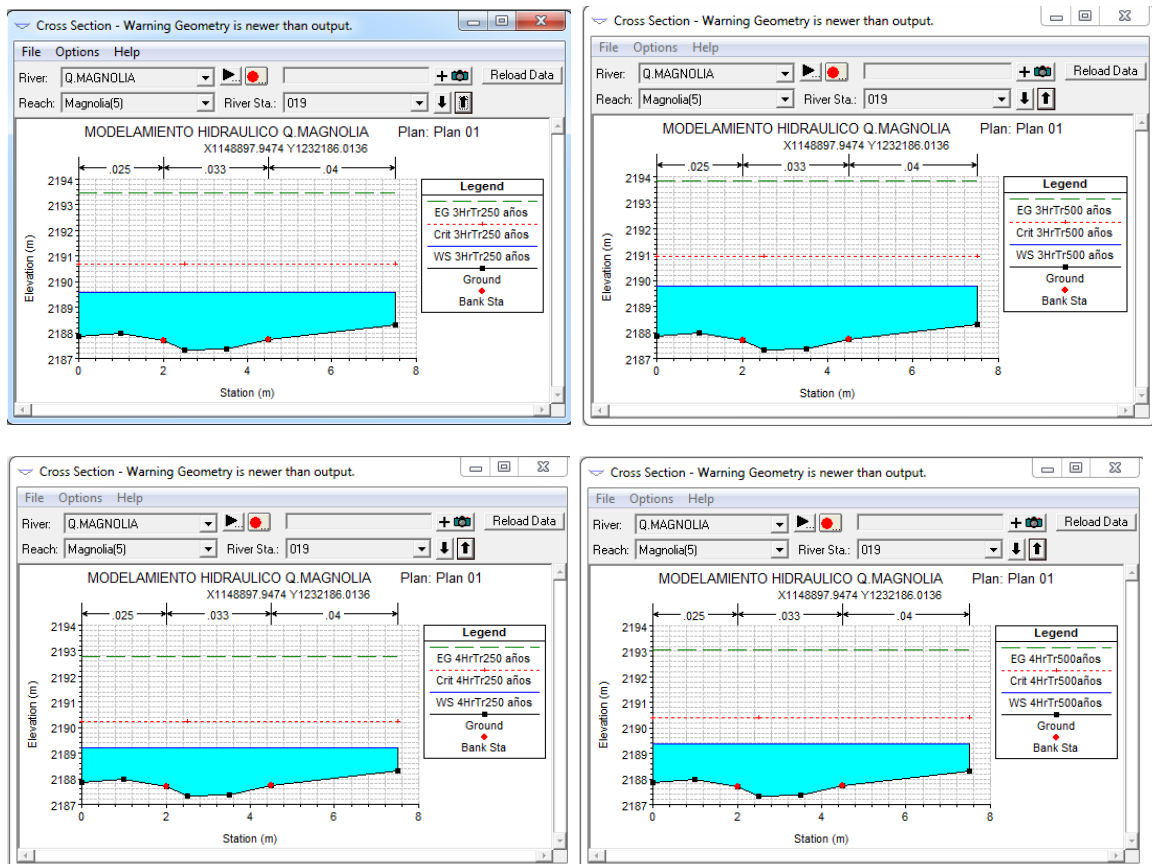 Cross Section - Warning Geometry is newer than output.
File Options Help
River: Q.MAGNOLIA Reload Data
Reach: Magnolia(5) River Sta.: 019
MODELAMIENTO HIDRAULICO Q.MAGNOLIA Plan: Plan 01
X1148897.9474 Y1232186.0136
.025 .033 .04
2194
2193
2192
2191
2190
2189
2188
2187
0 2 4 6 8
Elevation (m)
Station (m)
Legend
EG 3HrTr250 años
Crit 3HrTr250 años
WS 3HrTr250 años
Ground
Bank Sta
Cross Section - Warning Geometry is newer than output.
File Options Help
River: Q.MAGNOLIA Reload Data
Reach: Magnolia(5) River Sta.: 019
MODELAMIENTO HIDRAULICO Q.MAGNOLIA Plan: Plan 01
X1148897.9474 Y1232186.0136
.025 .033 .04
2194
2193
2192
2191
2190
2189
2188
2187
0 2 4 6 8
Elevation (m)
Station (m)
Legend
EG 3HrTr500 años
Crit 3HrTr500 años
WS 3HrTr500 años
Ground
Bank Sta
Cross Section - Warning Geometry is newer than output.
File Options Help
River: Q.MAGNOLIA Reload Data
Reach: Magnolia(5) River Sta.: 019
MODELAMIENTO HIDRAULICO Q.MAGNOLIA Plan: Plan 01
X1148897.9474 Y1232186.0136
.025 .033 .04
2194
2193
2192
2191
2190
2189
2188
2187
0 2 4 6 8
Elevation (m)
Station (m)
Legend
EG 4HrTr250 años
Crit 4HrTr250 años
WS 4HrTr250 años
Ground
Bank Sta
Cross Section - Warning Geometry is newer than output.
File Options Help
River: Q.MAGNOLIA Reload Data
Reach: Magnolia(5) River Sta.: 019
MODELAMIENTO HIDRAULICO Q.MAGNOLIA Plan: Plan 01
X1148897.9474 Y1232186.0136
.025 .033 .04
2194
2193
2192
2191
2190
2189
2188
2187
0 2 4 6 8
Elevation (m)
Station (m)
Legend
EG 4HrTr500años
Crit 4HrTr500años
WS 4HrTr500años
Ground
Bank Sta